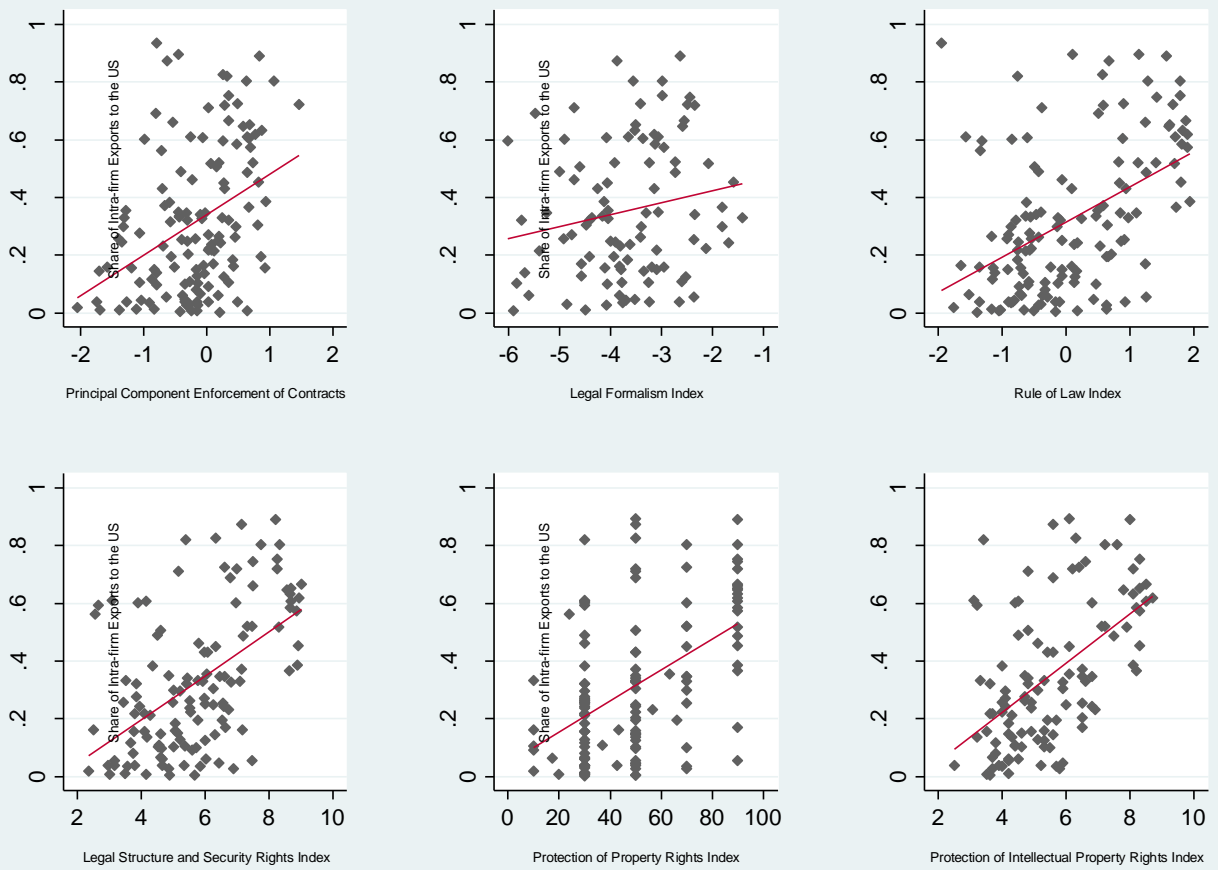 Share of Intra-firm Exports to the US
1
.8
.6
.4
.2
0
-2 -1 0 1 2
Principal Component Enforcement of Contracts
Share of Intra-firm Exports to the US
1
.8
.6
.4
.2
0
-6 -5 -4 -3 -2 -1
Legal Formalism Index
1
.8
.6
.4
.2
0
-2 -1 0 1 2
Rule of Law Index
Share of Intra-firm Exports to the US
1
.8
.6
.4
.2
0
2 4 6 8 10
Legal Structure and Security Rights Index
Share of Intra-firm Exports to the US
1
.8
.6
.4
.2
0
0 20 40 60 80 100
Protection of Property Rights Index
1
.8
.6
.4
.2
0
2 4 6 8 10
Protection of Intellectual Property Rights Index